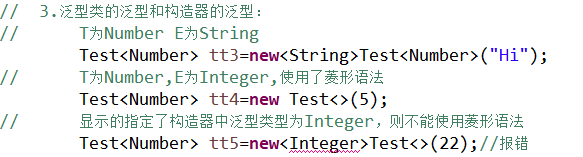 // 3.泛型类的泛型和构造器的泛型：
// T为Number E为String
Test<Number> tt3=new<String>Test<Number>("Hi");
// T为Number,E为Integer,使用了菱形语法
Test<Number> tt4=new Test<>(5);
// 显示的指定了构造器中泛型类型为Integer，则不能使用菱形语法
Test<Number> tt5=new<Integer>Test<>(22);//报错